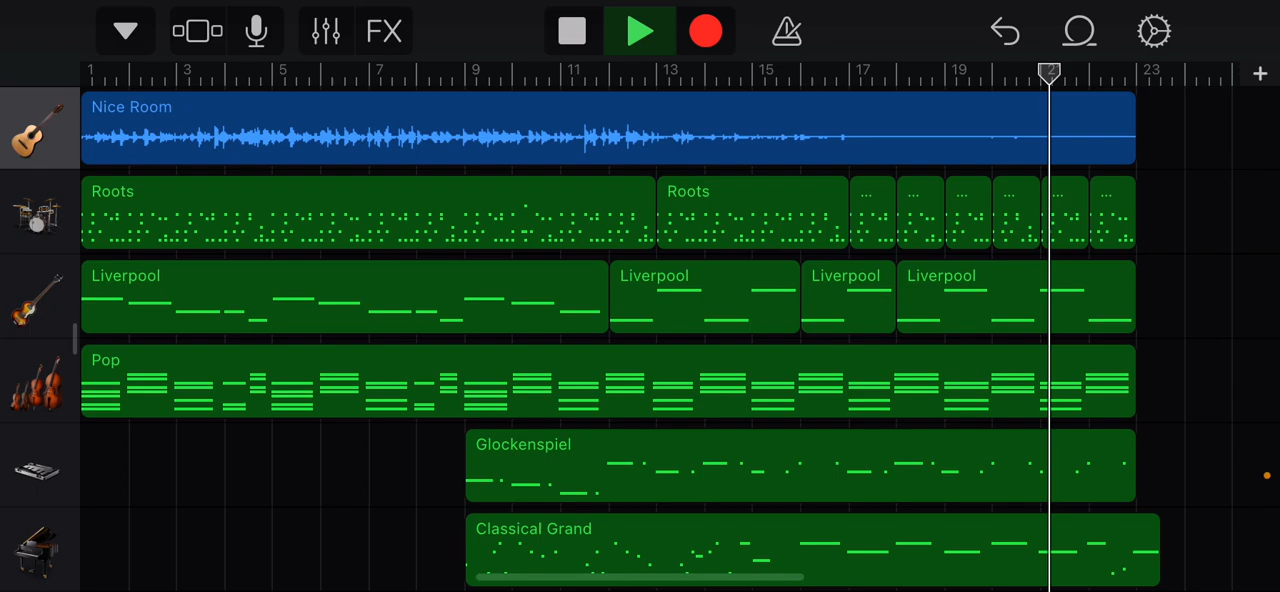 FX
1 3 5 7 9 11 13 15 17 19 2 23 +
Nice Room
Roots Roots ... ... ... ... ... ...
Liverpool Liverpool Liverpool Liverpool
Pop
Glockenspiel
Classical Grand